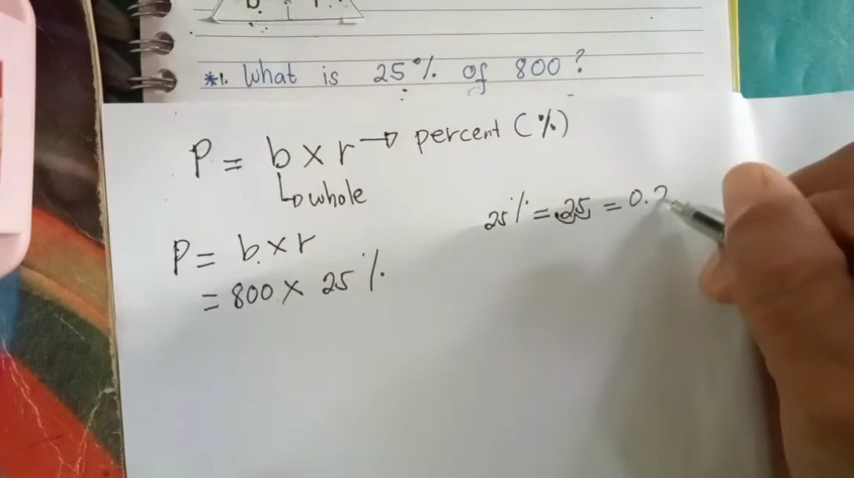 *1. What is 25% of 800?
P = b x r → percent (%)
↳ whole
P = b x r
= 800 x 25%
25% = .25 = 0.2